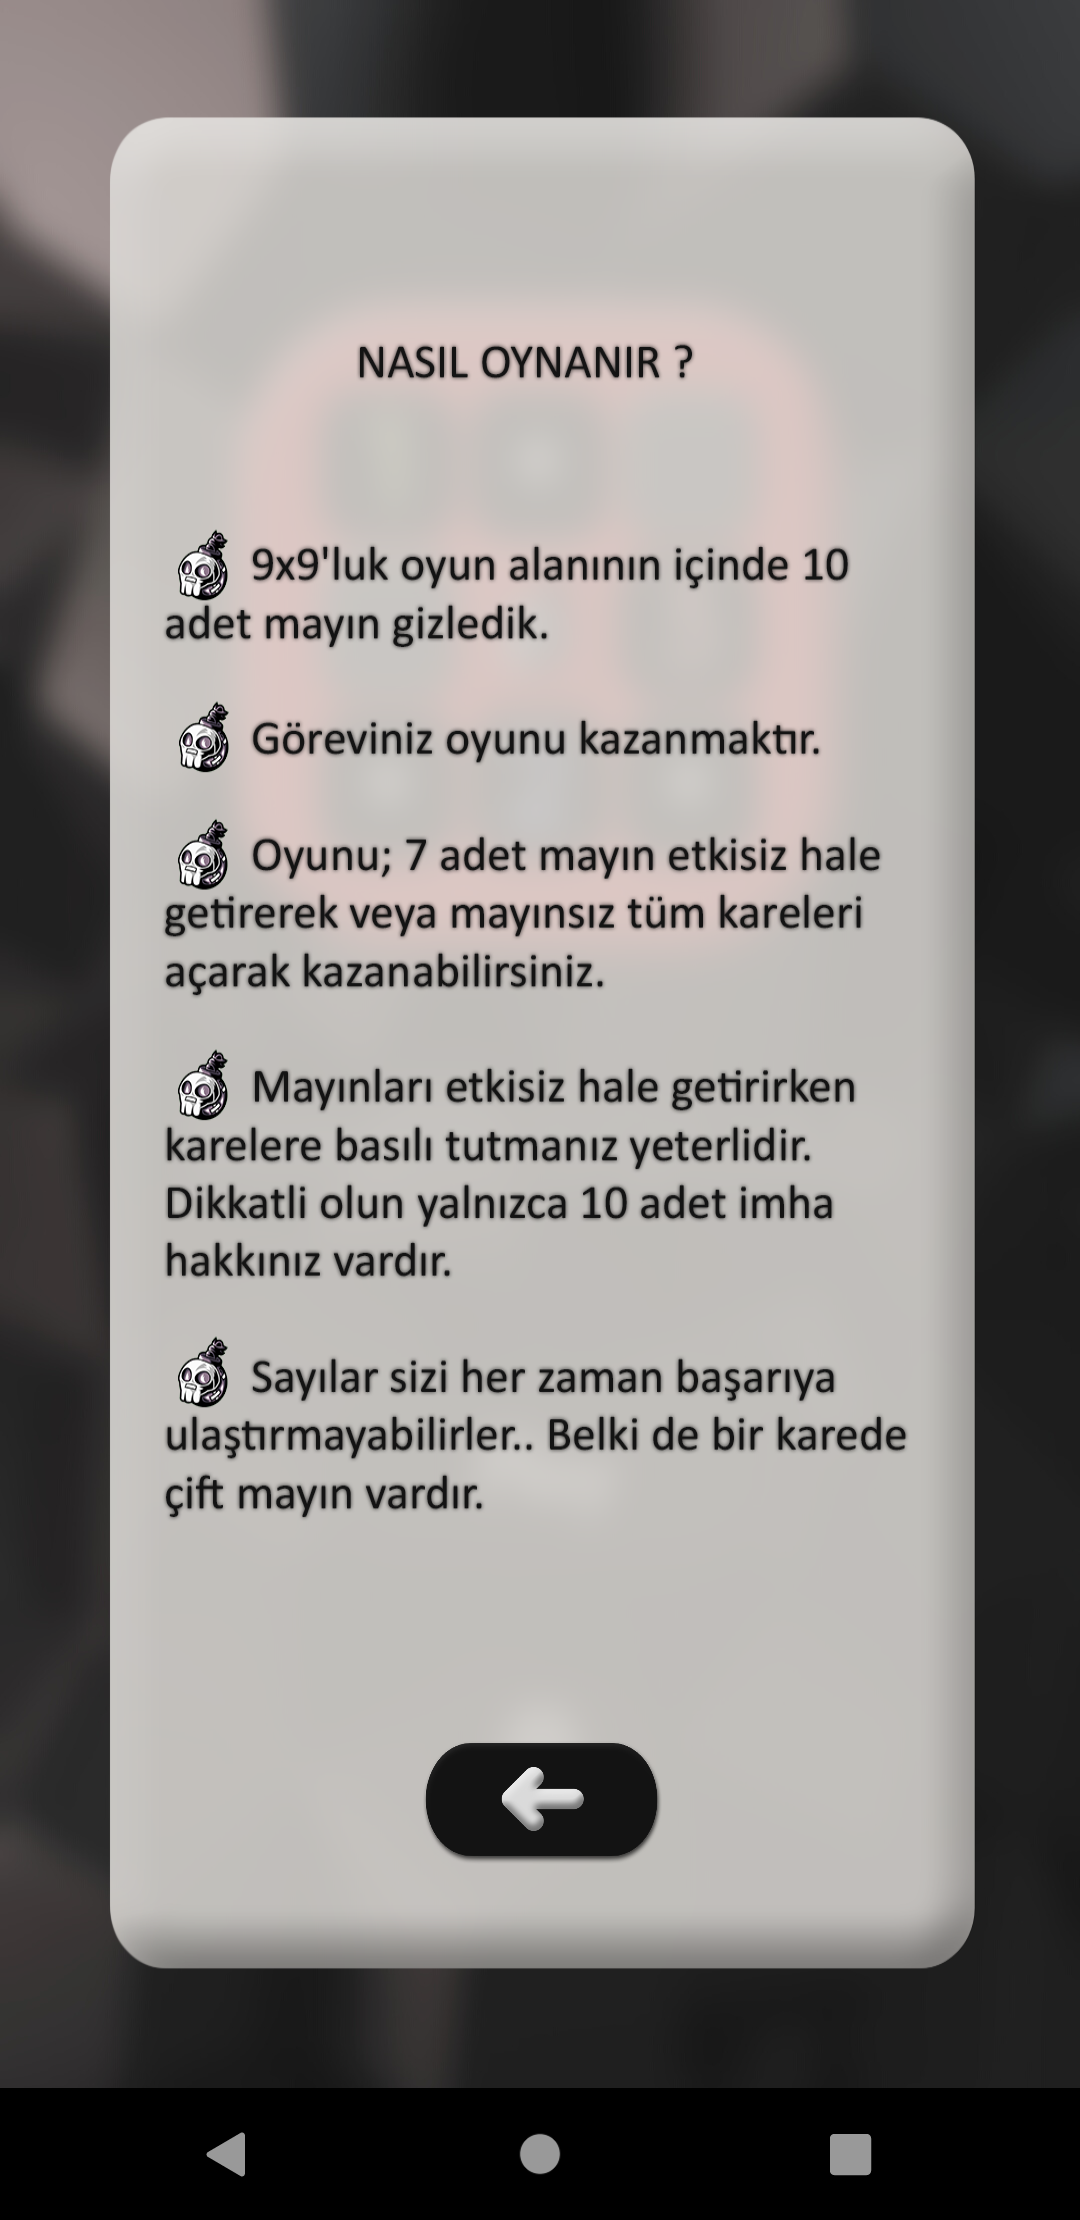 NASIL OYNANIR ?
9x9'luk oyun alanının içinde 10
adet mayın gizledik.
Göreviniz oyunu kazanmaktır.
Oyunu; 7 adet mayın etkisiz hale
getirerek veya mayınsız tüm kareleri
açarak kazanabilirsiniz.
Mayınları etkisiz hale getirirken
karelere basılı tutmanız yeterlidir.
Dikkatli olun yalnızca 10 adet imha
hakkınız vardır.
Sayılar sizi her zaman başarıya
ulaştırmayabilirler.. Belki de bir karede
çift mayın vardır.